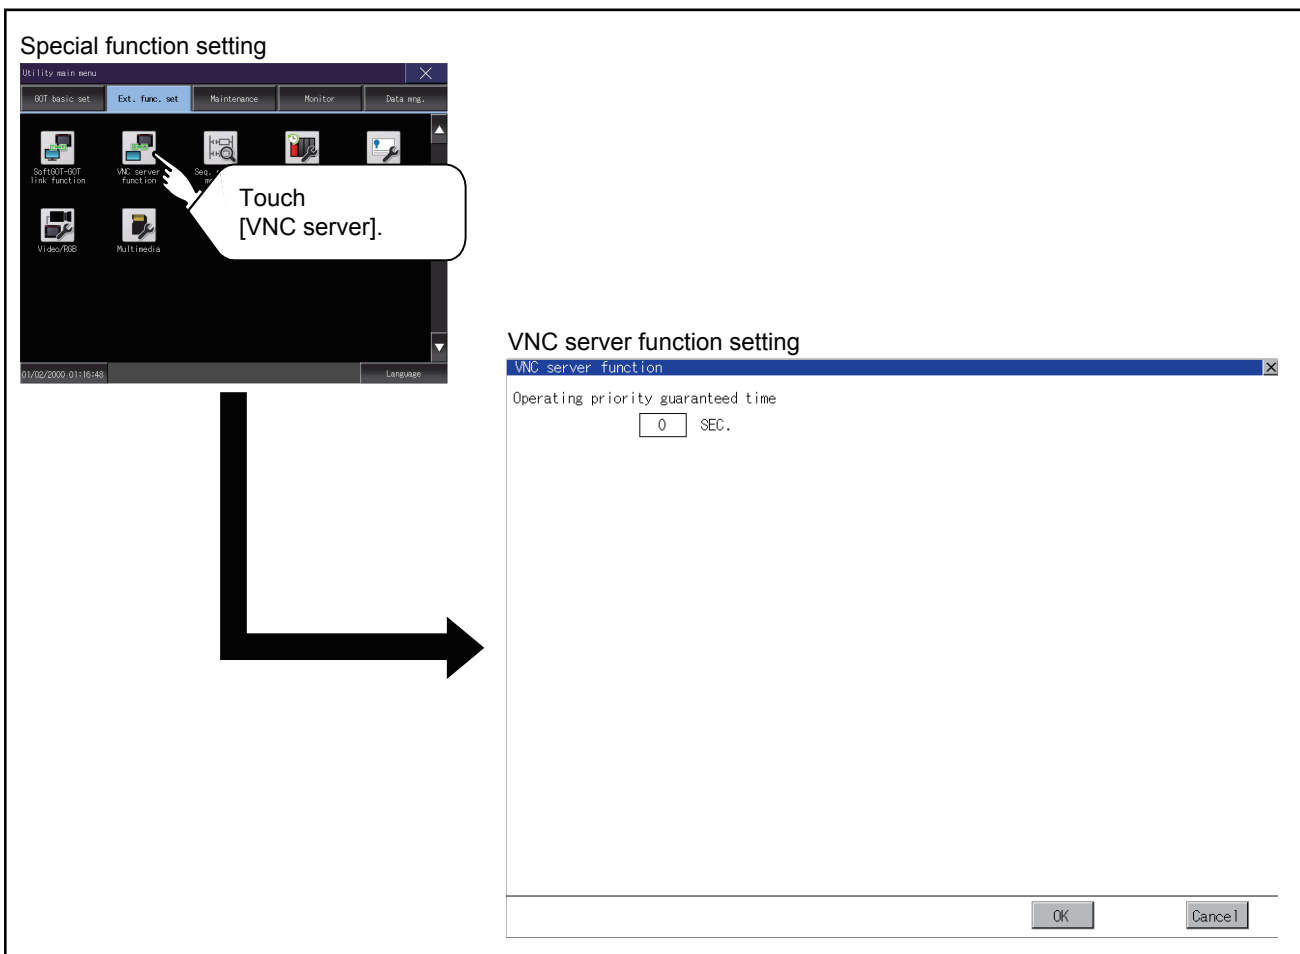 Special function setting
Utility main menu
GOT basic set Ext. func. set Maintenance Monitor Data mng.
SoftGOT-GOT
link function
VNC server
function
Seq.
Touch
[VNC server].
Video/RGB Multimedia
01/02/2000 01:16:48 Language
VNC server function setting
VNC server function
Operating priority guaranteed time
0 SEC.
OK Cancel